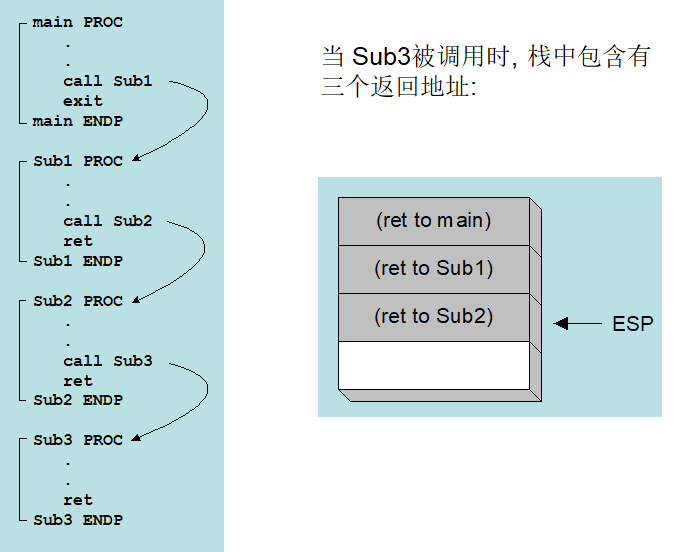 main PROC
.
.
call Sub1
exit
main ENDP
Sub1 PROC
.
.
call Sub2
ret
Sub1 ENDP
Sub2 PROC
.
.
call Sub3
ret
Sub2 ENDP
Sub3 PROC
.
.
ret
Sub3 ENDP
当 Sub3被调用时, 栈中包含有
三个返回地址:
(ret to main)
(ret to Sub1)
(ret to Sub2)
ESP